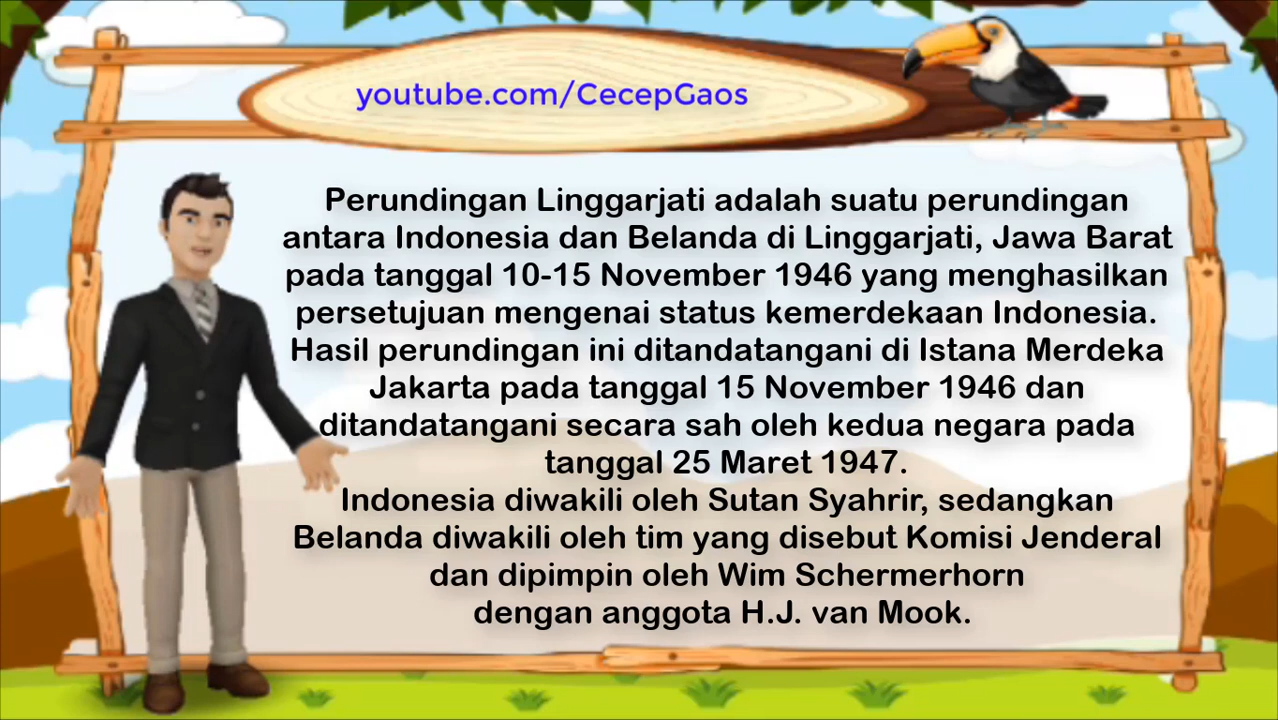 youtube.com/CecepGaos
Perundingan Linggarjati adalah suatu perundingan
antara Indonesia dan Belanda di Linggarjati, Jawa Barat
pada tanggal 10-15 November 1946 yang menghasilkan
persetujuan mengenai status kemerdekaan Indonesia.
Hasil perundingan ini ditandatangani di Istana Merdeka
Jakarta pada tanggal 15 November 1946 dan
ditandatangani secara sah oleh kedua negara pada
tanggal 25 Maret 1947.
Indonesia diwakili oleh Sutan Syahrir, sedangkan
Belanda diwakili oleh tim yang disebut Komisi Jenderal
dan dipimpin oleh Wim Schermerhorn
dengan anggota H.J. van Mook.